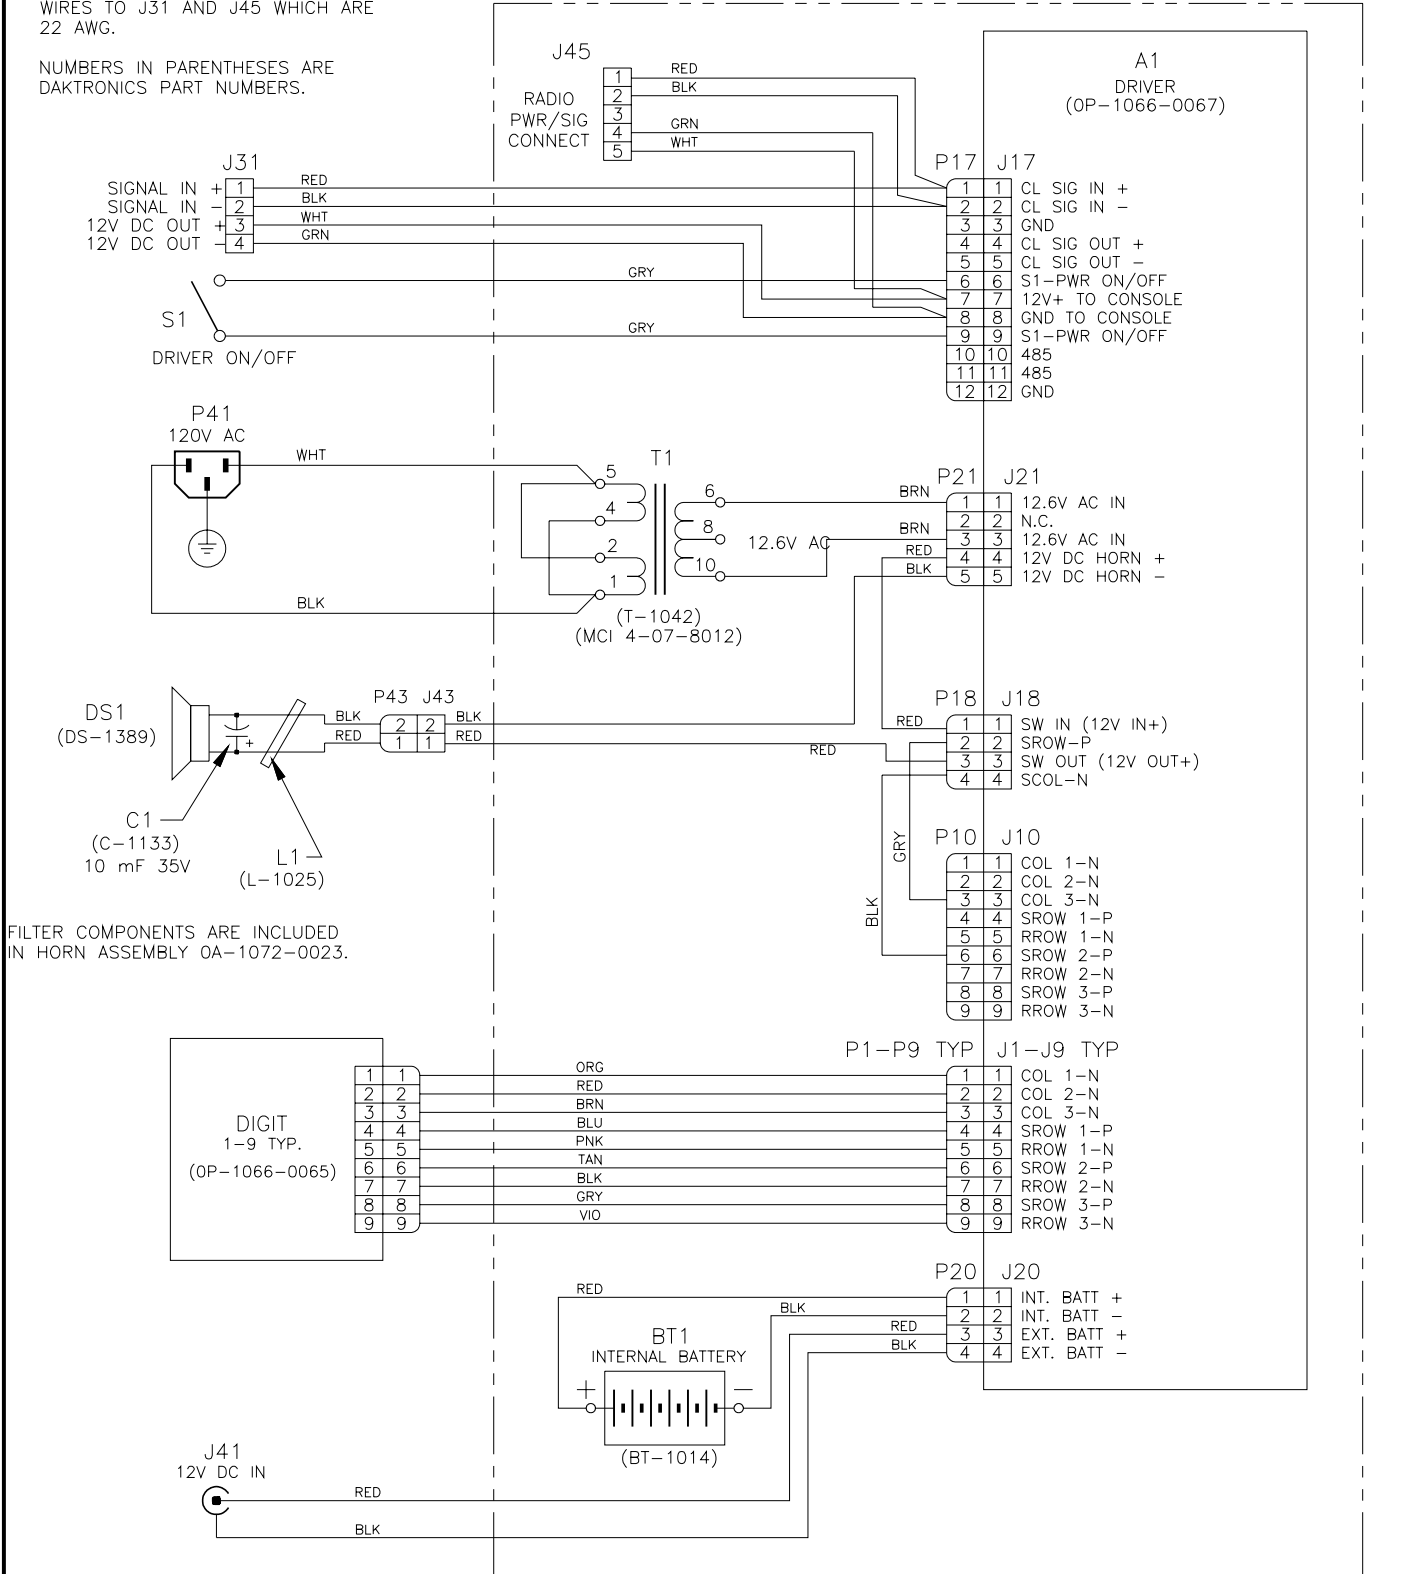 WIRES TO J31 AND J45 WHICH ARE
22 AWG.
NUMBERS IN PARENTHESES ARE
DAKTRONICS PART NUMBERS.
J45
RADIO
PWR/SIG
CONNECT
1 RED
2 BLK
3
4 GRN
5 WHT
A1
DRIVER
(0P-1066-0067)
J31
SIGNAL IN + 1 RED
SIGNAL IN - 2 BLK
12V DC OUT + 3 WHT
12V DC OUT - 4 GRN
P17 J17
1 1 CL SIG IN +
2 2 CL SIG IN -
3 3 GND
4 4 CL SIG OUT +
5 5 CL SIG OUT -
6 6 S1-PWR ON/OFF
7 7 12V+ TO CONSOLE
8 8 GND TO CONSOLE
9 9 S1-PWR ON/OFF
10 10 485
11 11 485
12 12 GND
GRY
S1
GRY
DRIVER ON/OFF
P41
120V AC
WHT
BLK
T1
5
4
2
1
6
8
10
12.6V AC
(T-1042)
(MCI 4-07-8012)
P21 J21
BRN 1 1 12.6V AC IN
2 2 N.C.
BRN 3 3 12.6V AC IN
RED 4 4 12V DC HORN +
BLK 5 5 12V DC HORN -
DS1
(DS-1389)
+
P43 J43
BLK 2 2 BLK
RED 1 1 RED
RED
C1
(C-1133)
10 mF 35V
L1
(L-1025)
FILTER COMPONENTS ARE INCLUDED
IN HORN ASSEMBLY 0A-1072-0023.
P18 J18
RED 1 1 SW IN (12V IN+)
2 2 SROW-P
3 3 SW OUT (12V OUT+)
4 4 SCOL-N
GRY
BLK
P10 J10
1 1 COL 1-N
2 2 COL 2-N
3 3 COL 3-N
4 4 SROW 1-P
5 5 RROW 1-N
6 6 SROW 2-P
7 7 RROW 2-N
8 8 SROW 3-P
9 9 RROW 3-N
DIGIT
1-9 TYP.
(0P-1066-0065)
P1-P9 TYP J1-J9 TYP
1 1 ORG 1 1 COL 1-N
2 2 RED 2 2 COL 2-N
3 3 BRN 3 3 COL 3-N
4 4 BLU 4 4 SROW 1-P
5 5 PNK 5 5 RROW 1-N
6 6 TAN 6 6 SROW 2-P
7 7 BLK 7 7 RROW 2-N
8 8 GRY 8 8 SROW 3-P
9 9 VIO 9 9 RROW 3-N
P20 J20
RED 1 1 INT. BATT +
BLK 2 2 INT. BATT -
RED 3 3 EXT. BATT +
BLK 4 4 EXT. BATT -
BT1
INTERNAL BATTERY
+ -
(BT-1014)
J41
12V DC IN
RED
BLK